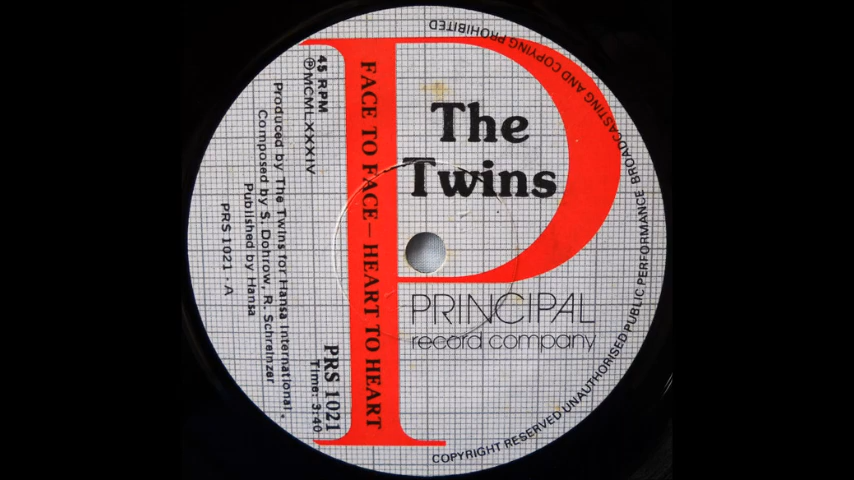 The
Twins
FACE TO FACE – HEART TO HEART
45 RPM
ⓅMCMLXXXIV
PRS 1021
Time: 3:40
Produced by The Twins for Hansa International.
Composed by S. Dohrow, R. Schreinzer
Published by Hansa
PRS 1021 - A
PRINCIPAL
record company
COPYRIGHT RESERVED UNAUTHORISED PUBLIC PERFORMANCE BROADCASTING AND COPYING PROHIBITED